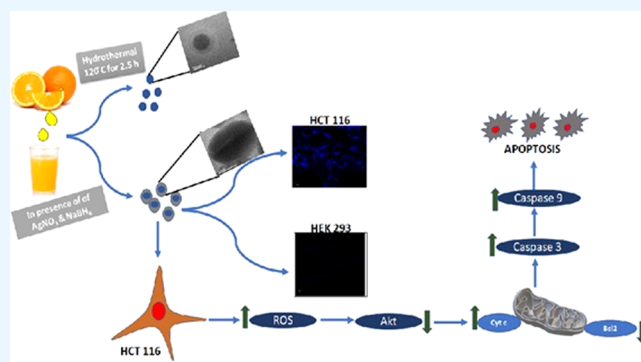 Hydrothermal
120°C for 2.5 h
In presence of of
AgNO₃ & NaBH₄
HCT 116
HEK 293
APOPTOSIS
Caspase 9
Caspase 3
HCT 116
ROS
Akt
Cyt c
Bcl2